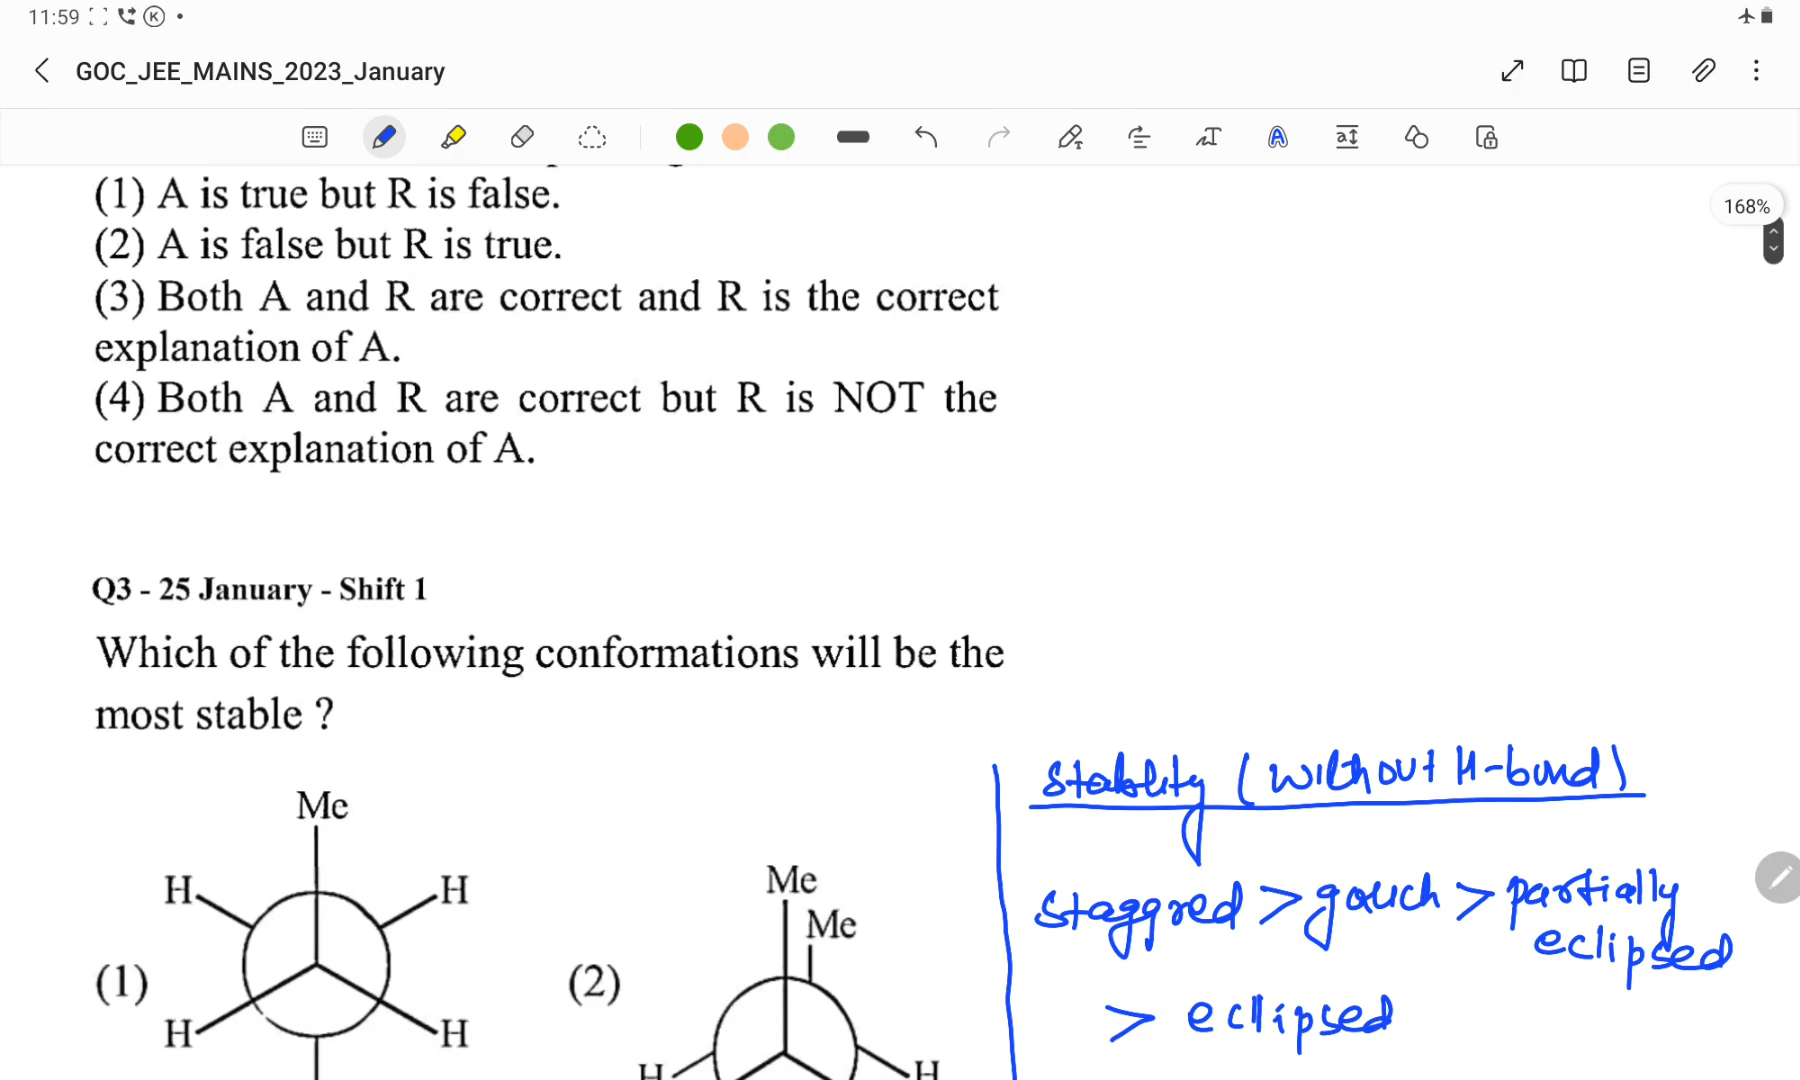 11:59
GOC_JEE_MAINS_2023_January
168%
(1) A is true but R is false.
(2) A is false but R is true.
(3) Both A and R are correct and R is the correct
explanation of A.
(4) Both A and R are correct but R is NOT the
correct explanation of A.
Q3 - 25 January - Shift 1
Which of the following conformations will be the
most stable ?
Stability (without H-bond)
Staggred > gauch > partially
eclipsed
> eclipsed
Me
H
H
(1)
H
H
Me
Me
(2)
H
H